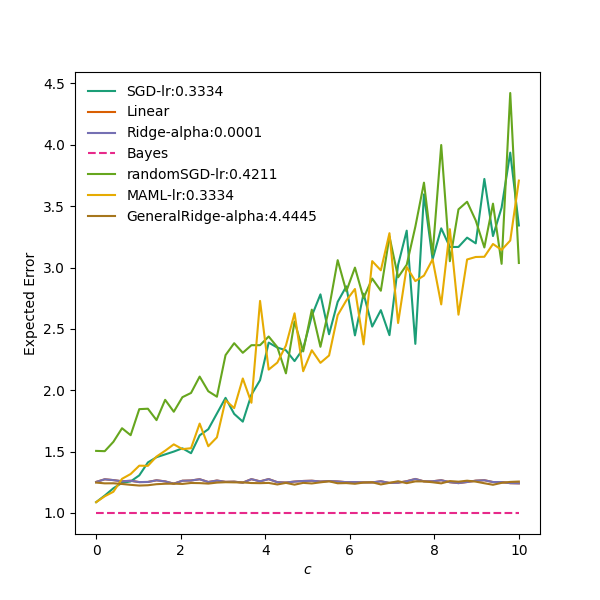 4.5
4.0
3.5
3.0
2.5
2.0
1.5
1.0
Expected Error
SGD-lr:0.3334
Linear
Ridge-alpha:0.0001
Bayes
randomSGD-lr:0.4211
MAML-lr:0.3334
GeneralRidge-alpha:4.4445
0 2 4 6 8 10
c